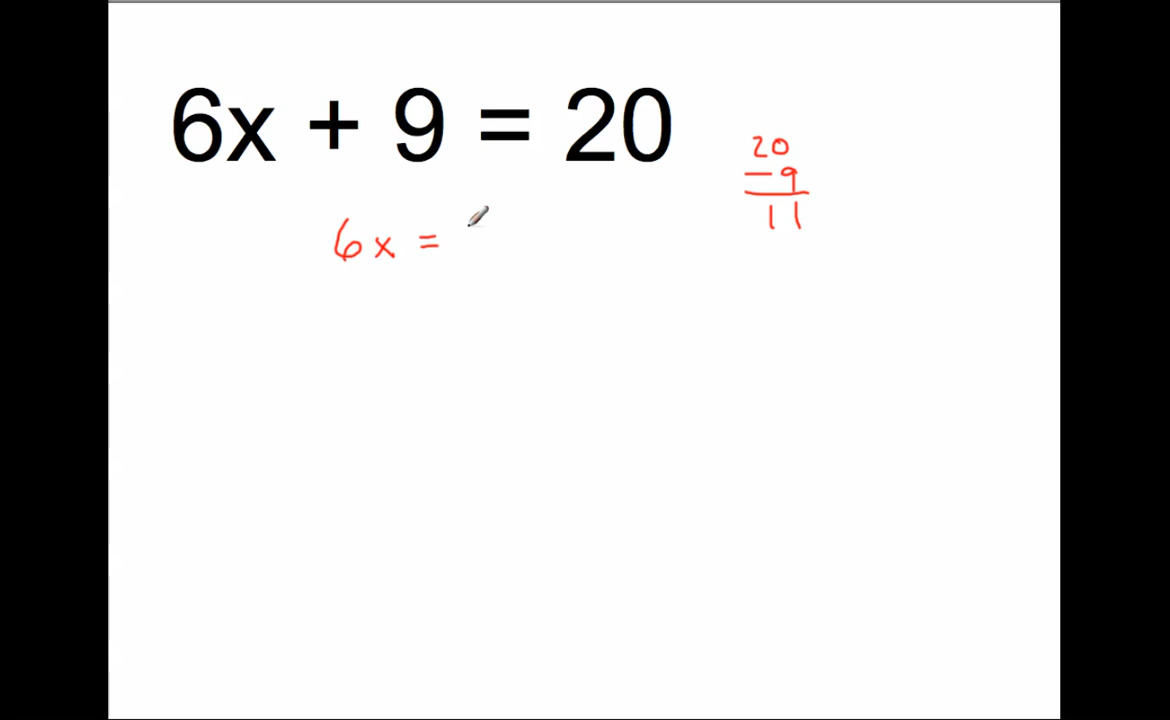 6x + 9 = 20
20
- 9
11
6x =